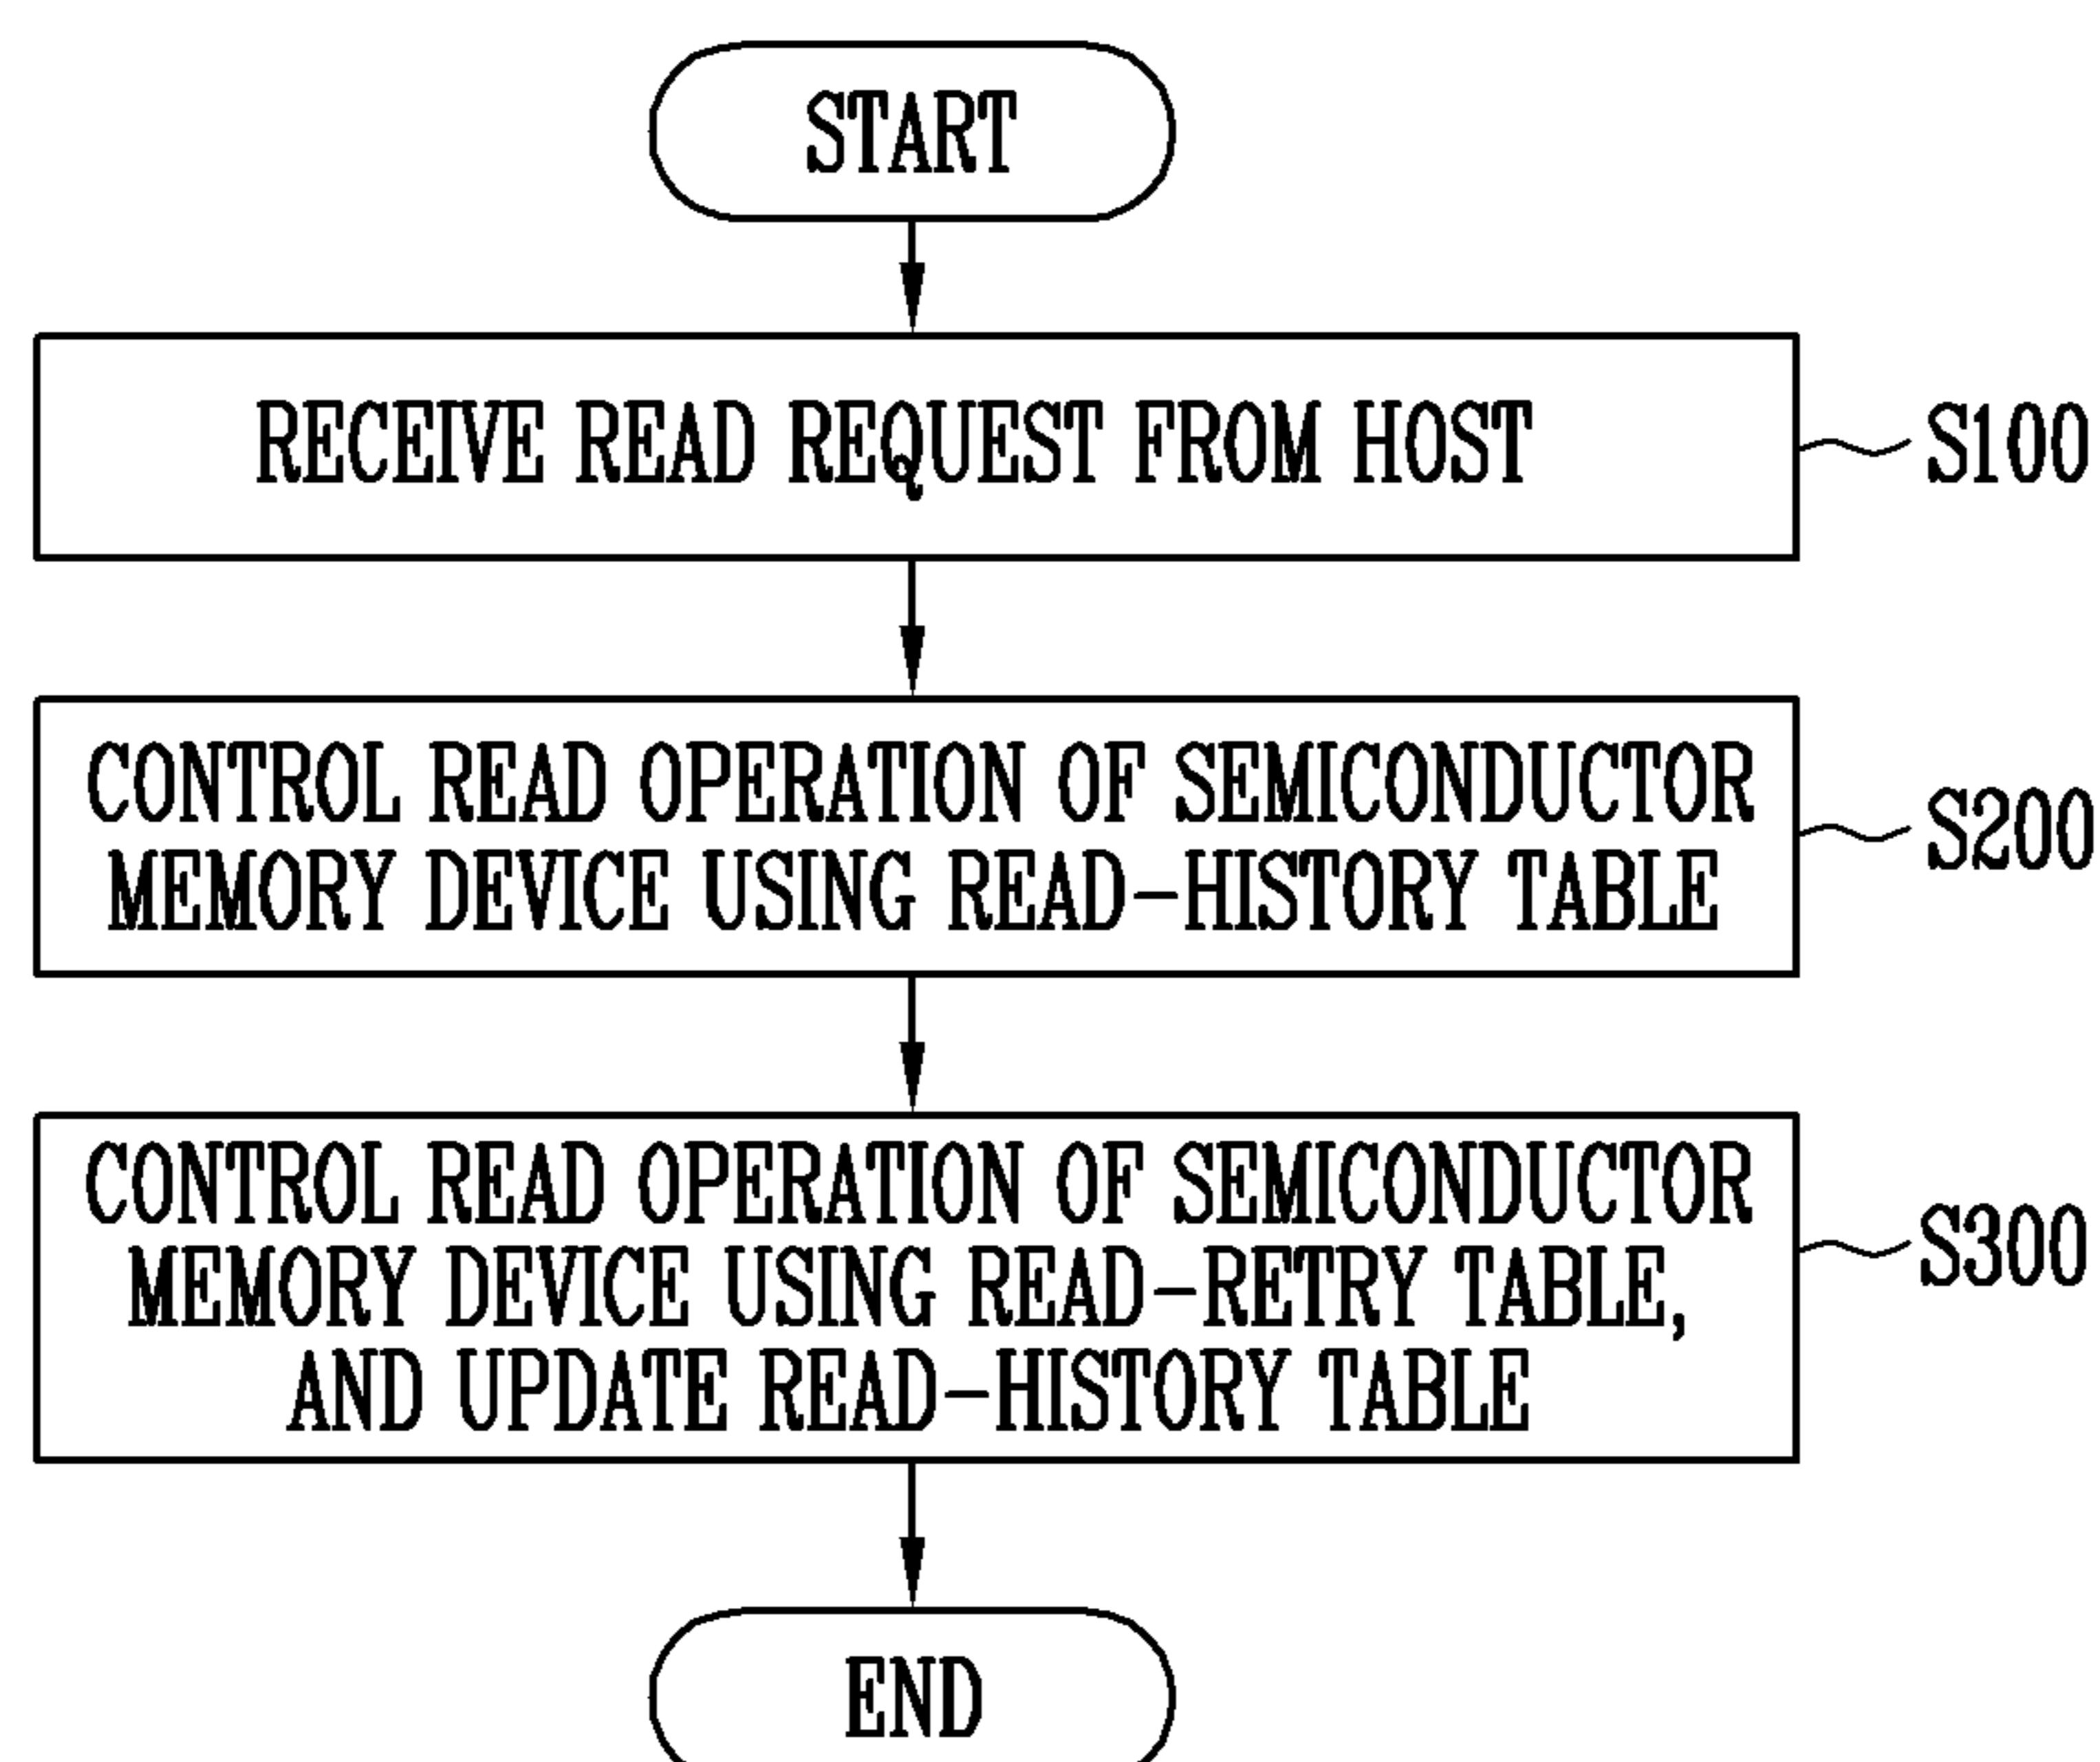 START
RECEIVE READ REQUEST FROM HOST
S100
CONTROL READ OPERATION OF SEMICONDUCTOR
MEMORY DEVICE USING READ-HISTORY TABLE
S200
CONTROL READ OPERATION OF SEMICONDUCTOR
MEMORY DEVICE USING READ-RETRY TABLE,
AND UPDATE READ-HISTORY TABLE
S300
END